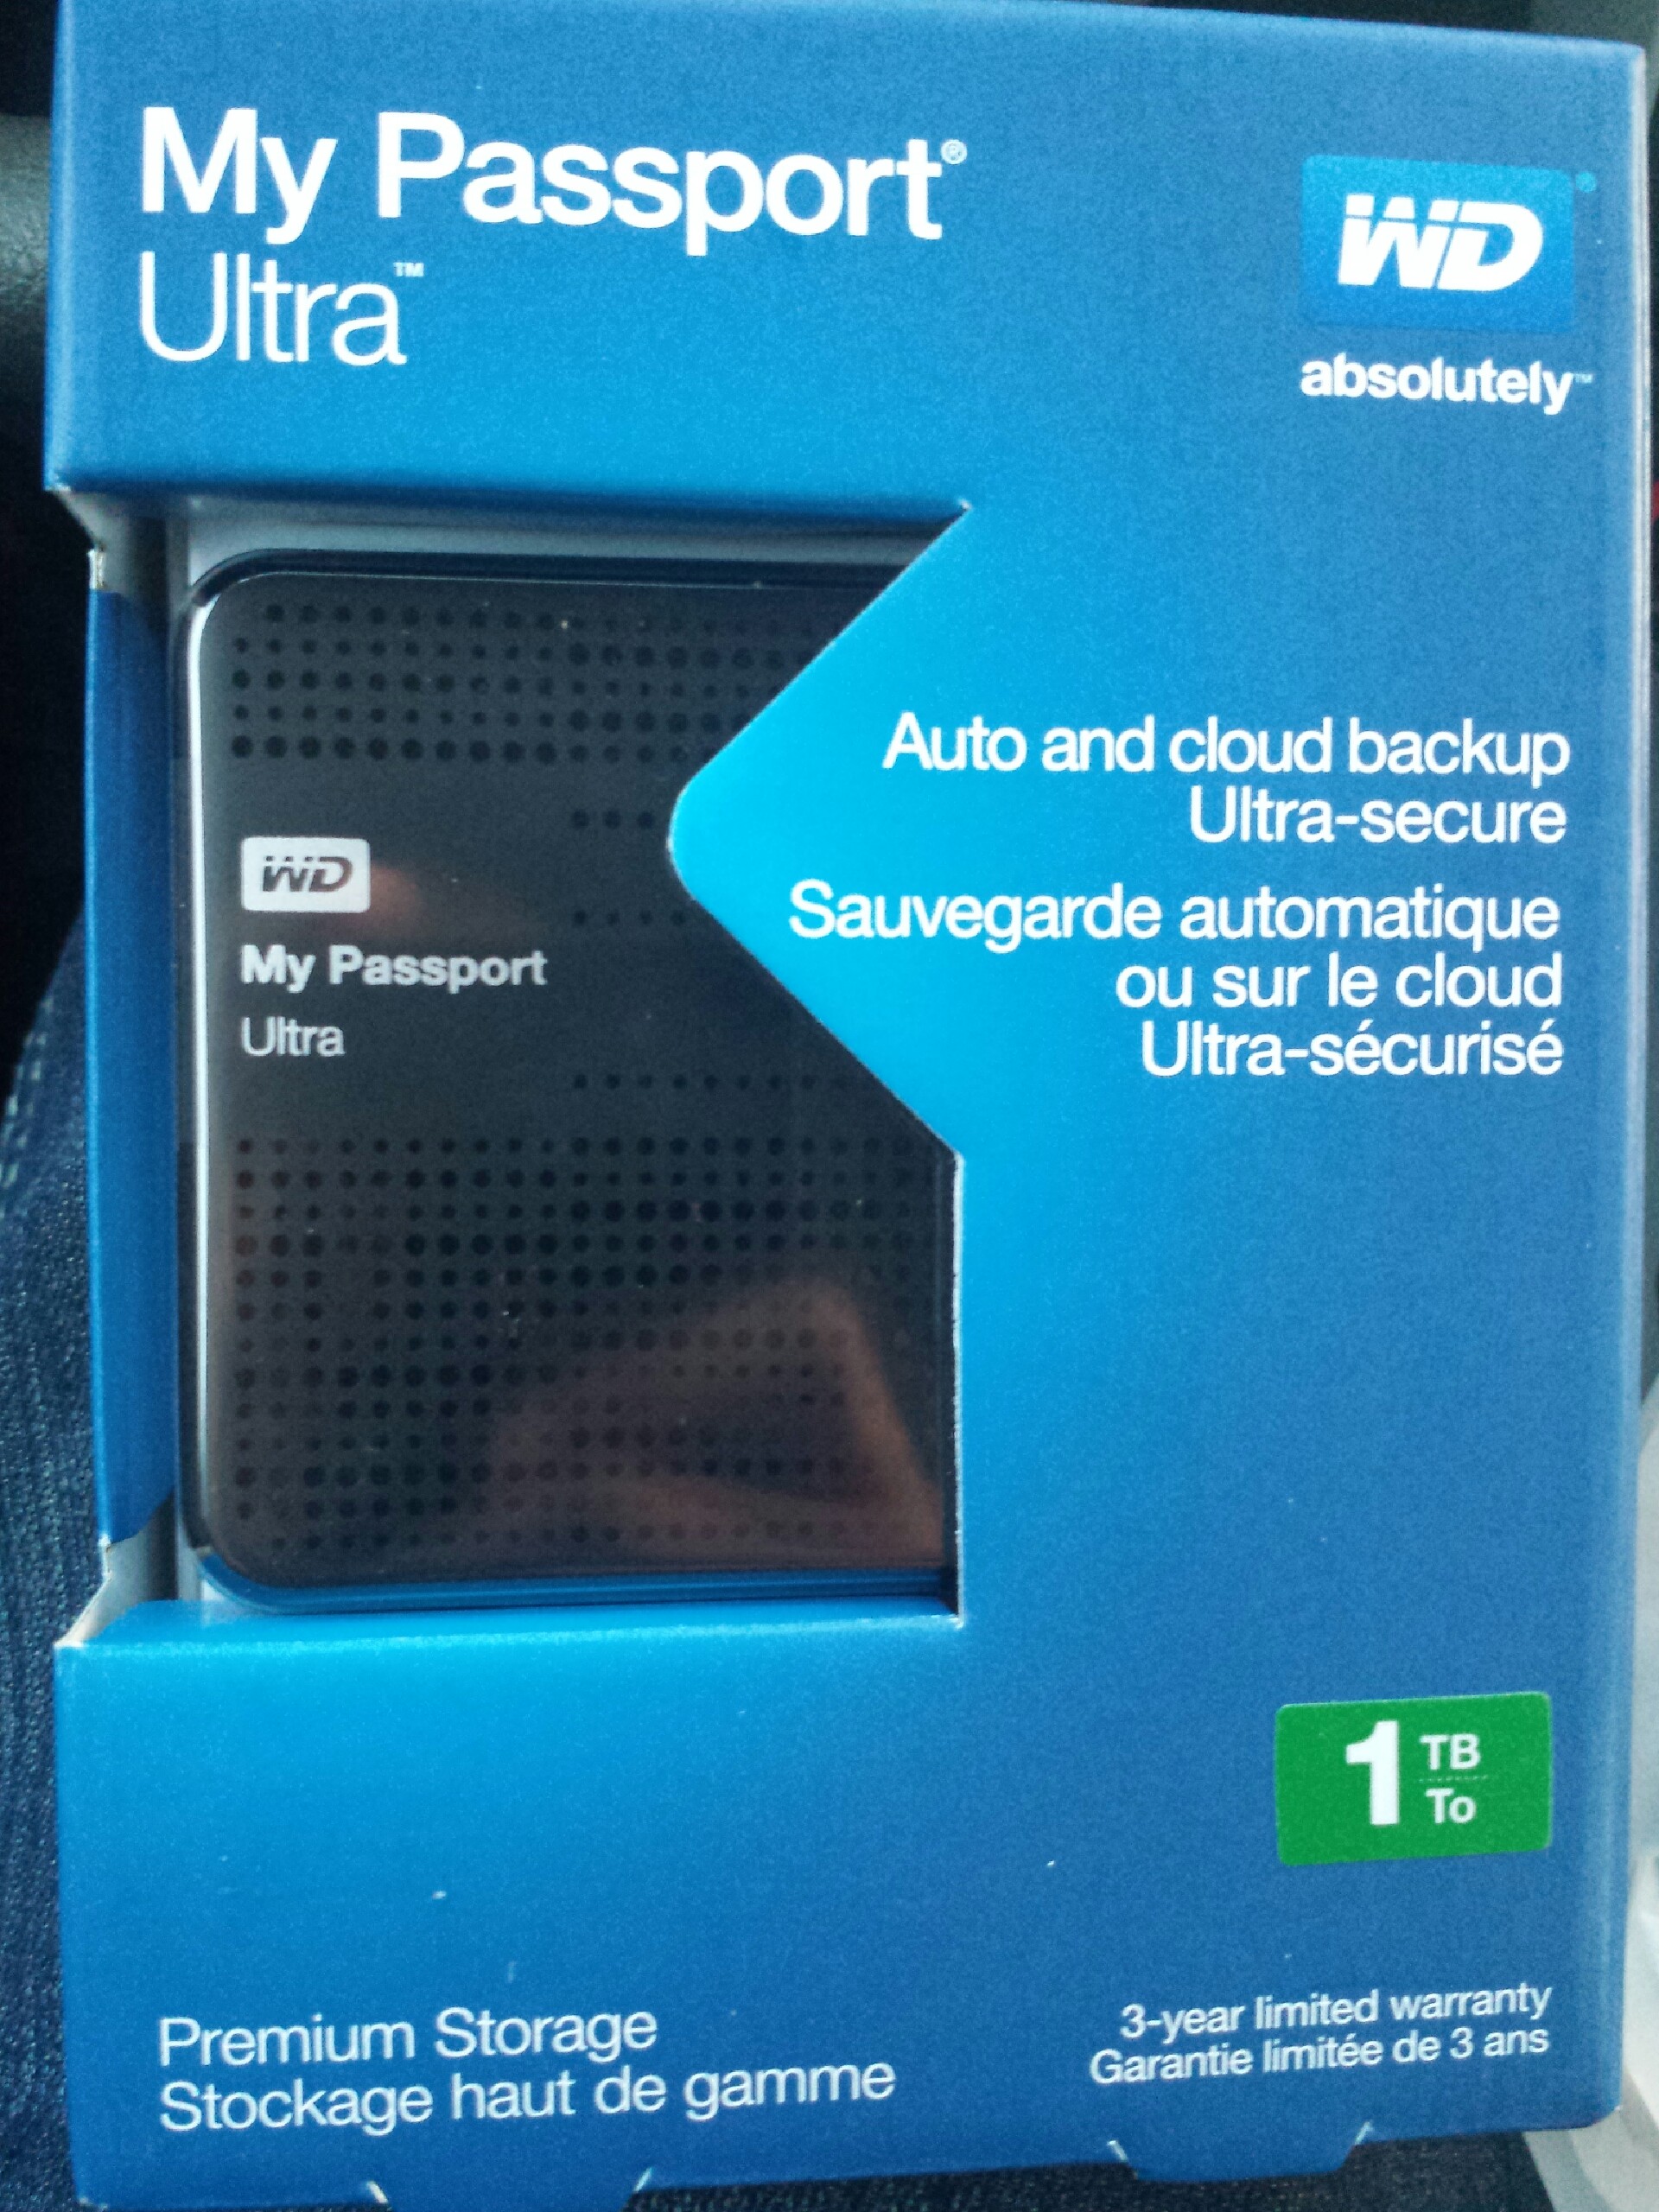 My Passport®
Ultra™
WD®
absolutely™
Auto and cloud backup
Ultra-secure
Sauvegarde automatique
ou sur le cloud
Ultra-sécurisé
WD
My Passport
Ultra
1 TB
To
Premium Storage
Stockage haut de gamme
3-year limited warranty
Garantie limitée de 3 ans